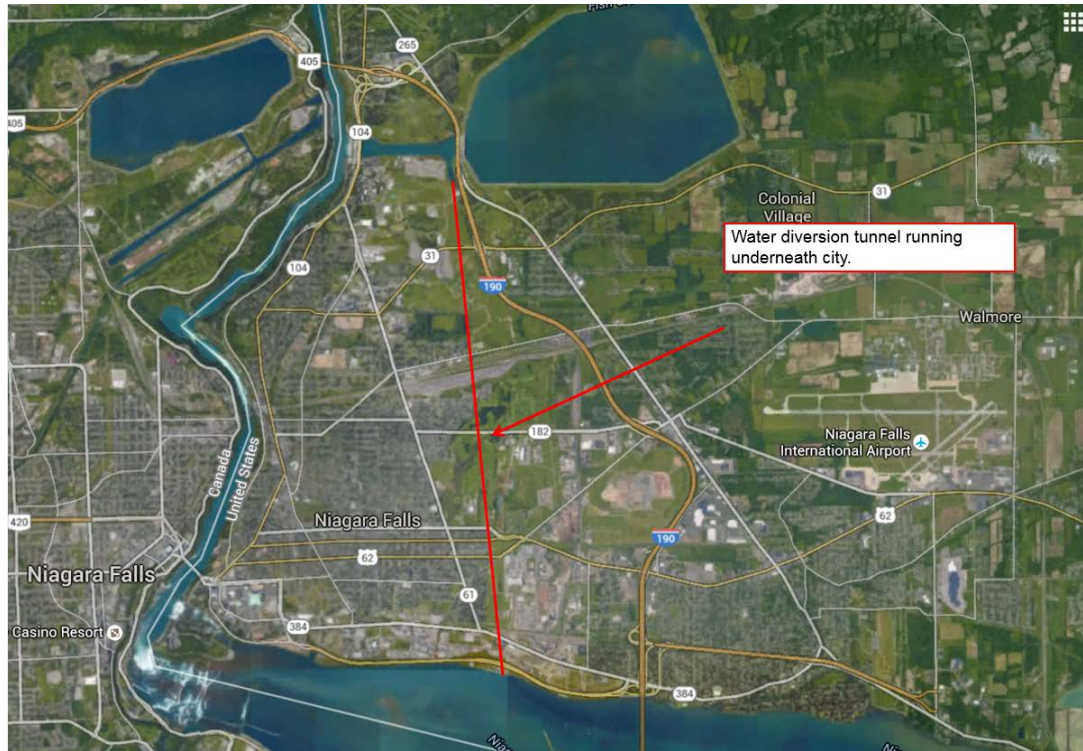 265
405
405
104
31
Colonial
Village
Water diversion tunnel running
underneath city.
31
104
190
Walmore
182
Niagara Falls
International Airport
Canada
United States
420
Niagara Falls
62
190
62
Niagara Falls
61
384
Casino Resort
384